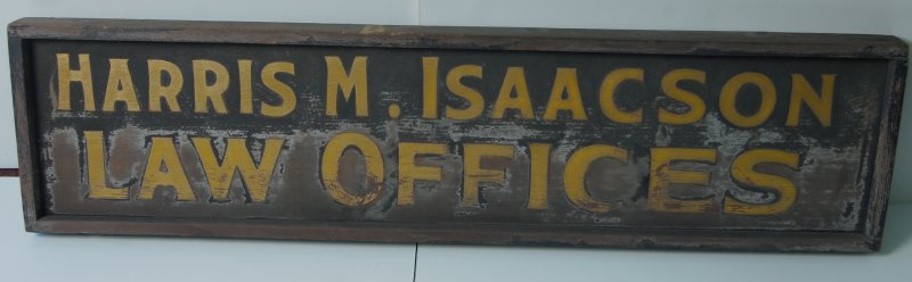 HARRIS M. ISAACSON
LAW OFFICES